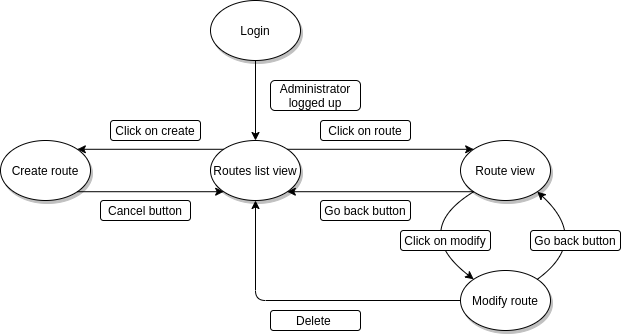 Login
Administrator
logged up
Click on create
Click on route
Create route
Routes list view
Route view
Cancel button
Go back button
Click on modify
Go back button
Modify route
Delete